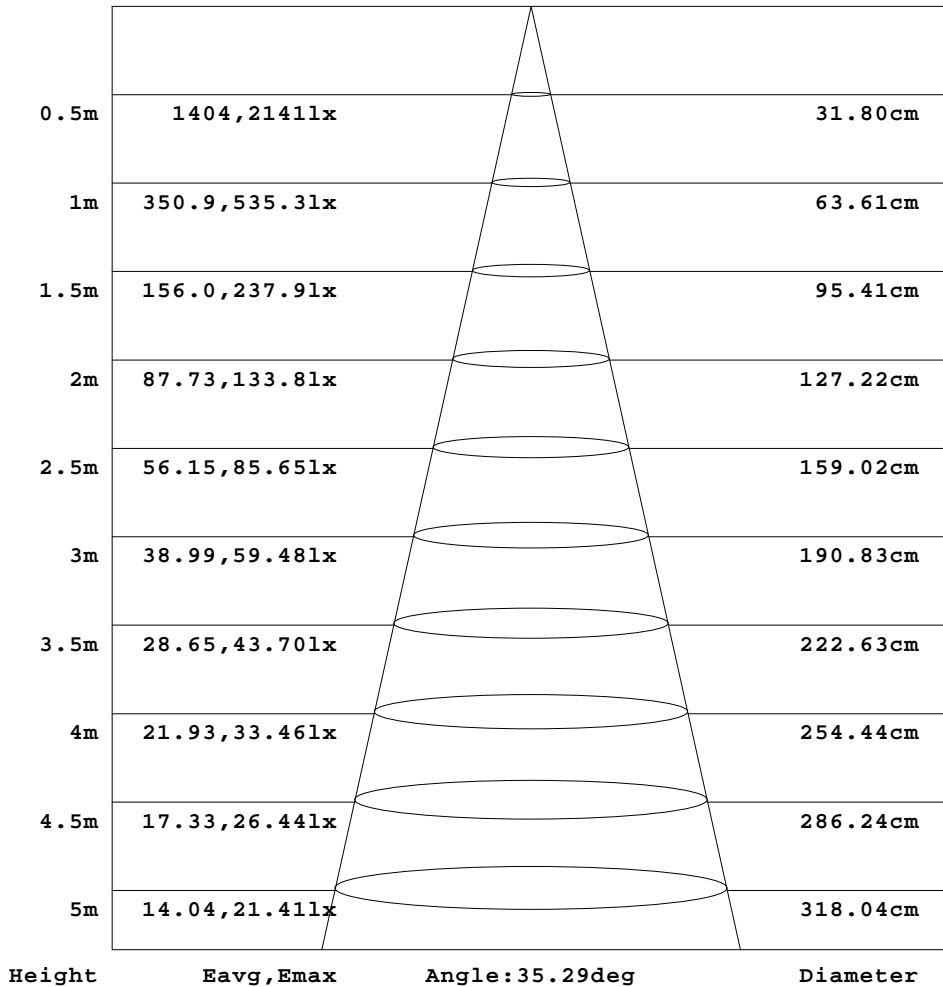 0.5m 1404,2141lx 31.80cm
1m 350.9,535.3lx 63.61cm
1.5m 156.0,237.9lx 95.41cm
2m 87.73,133.8lx 127.22cm
2.5m 56.15,85.65lx 159.02cm
3m 38.99,59.48lx 190.83cm
3.5m 28.65,43.70lx 222.63cm
4m 21.93,33.46lx 254.44cm
4.5m 17.33,26.44lx 286.24cm
5m 14.04,21.41lx 318.04cm
Height Eavg,Emax Angle:35.29deg Diameter